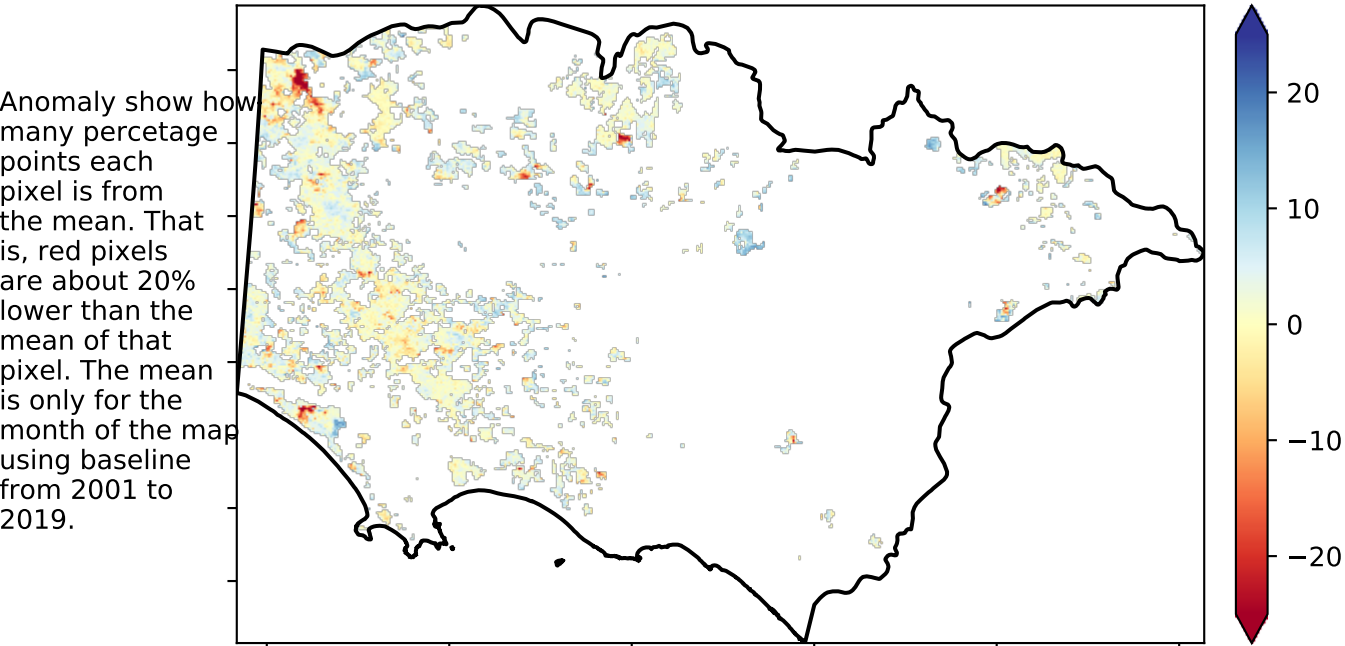 Anomaly show how
many percetage
points each
pixel is from
the mean. That
is, red pixels
are about 20%
lower than the
mean of that
pixel. The mean
is only for the
month of the map
using baseline
from 2001 to
2019.
20
10
0
−10
−20